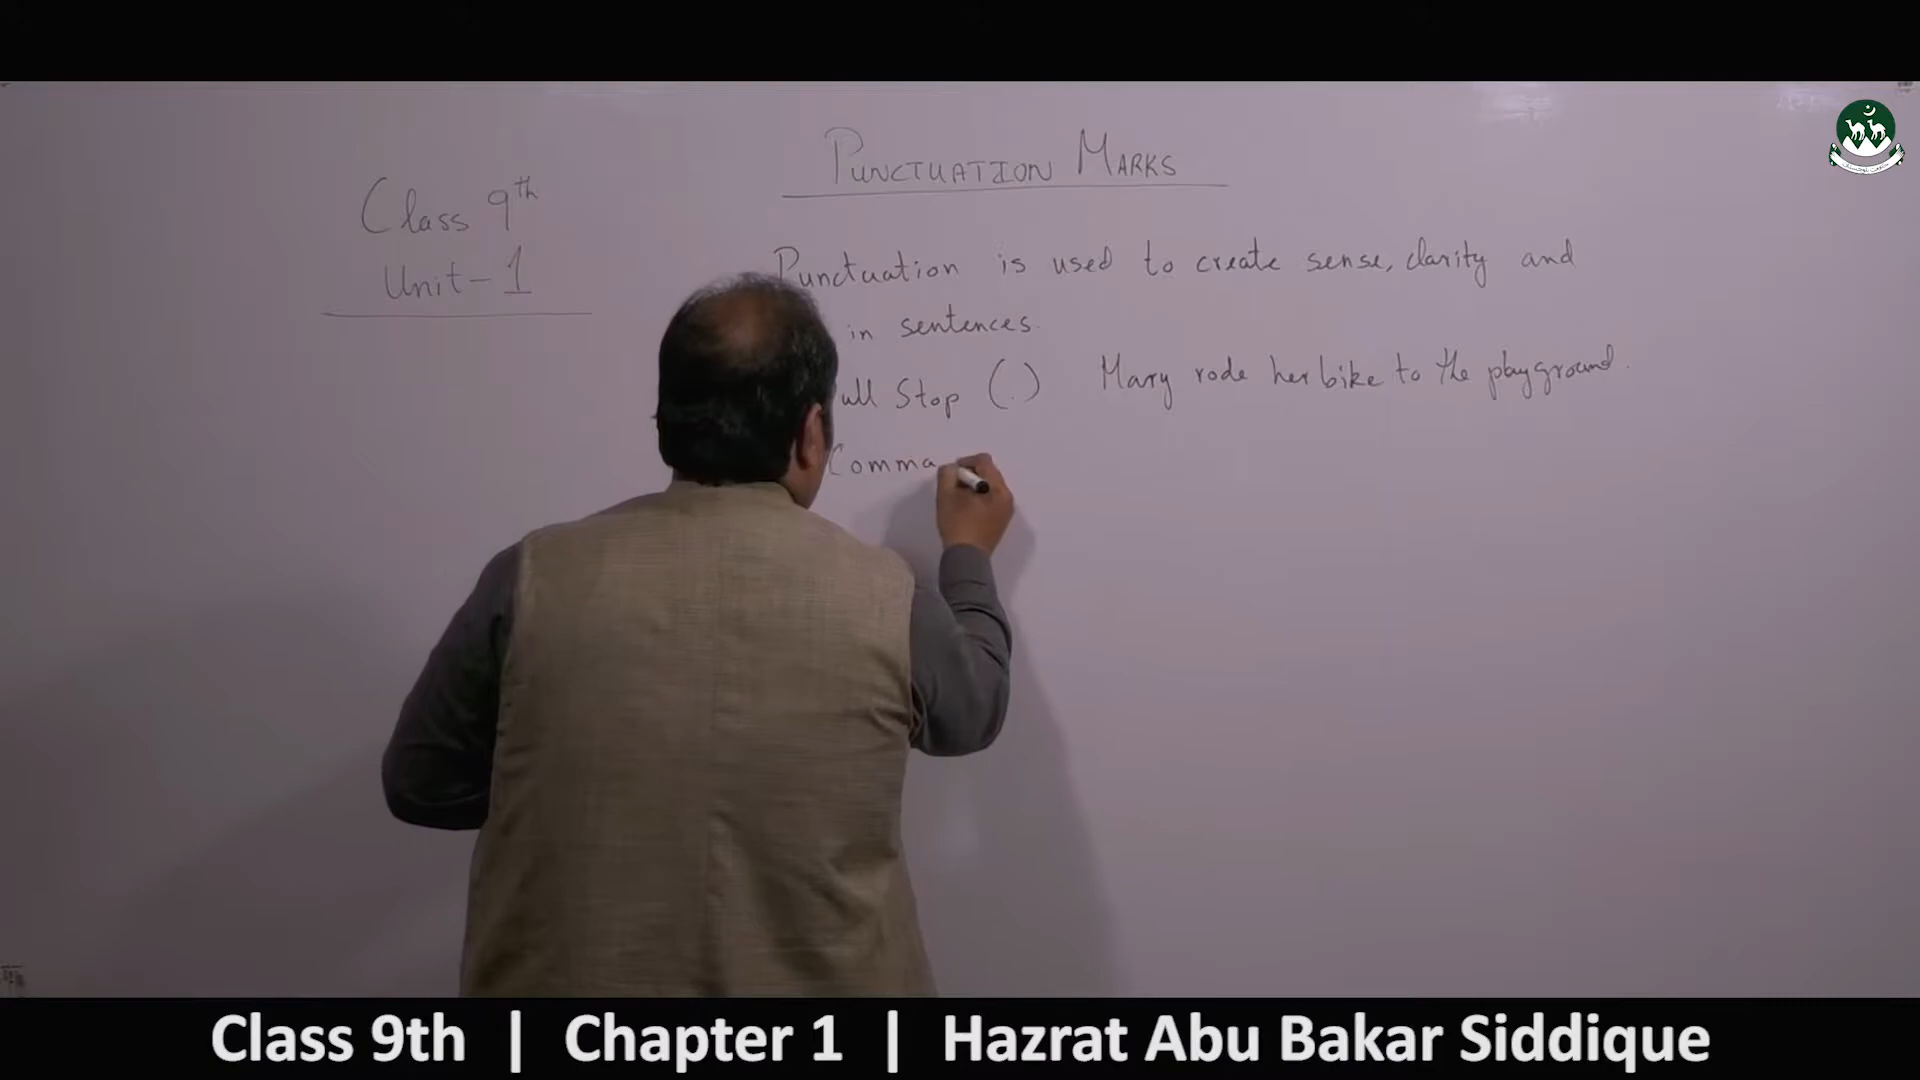 PUNCTUATION MARKS
Class 9th
Unit-1
Punctuation is used to create sense, clarity and
in sentences.
ull Stop (.) Mary rode her bike to the playground.
Comma
Class 9th | Chapter 1 | Hazrat Abu Bakar Siddique